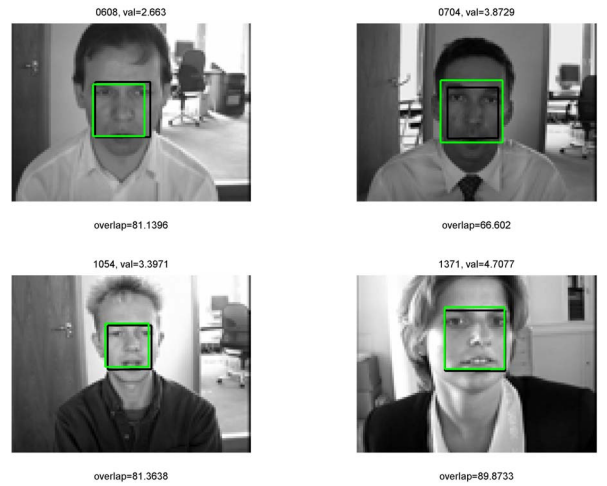 0608, val=2.663
0704, val=3.8729
overlap=81.1396
overlap=66.602
1054, val=3.3971
1371, val=4.7077
overlap=81.3638
overlap=89.8733